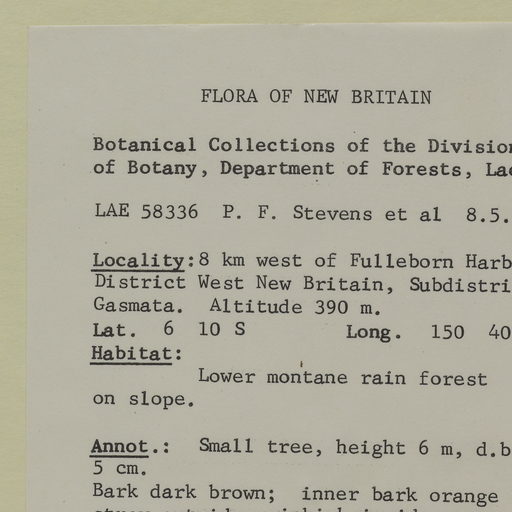 FLORA OF NEW BRITAIN
Botanical Collections of the Division
of Botany, Department of Forests, Lae
LAE 58336 P. F. Stevens et al 8.5.
Locality: 8 km west of Fulleborn Harb
District West New Britain, Subdistri
Gasmata. Altitude 390 m.
Lat. 6 10 S Long. 150 40
Habitat:
Lower montane rain forest
on slope.
Annot.: Small tree, height 6 m, d.b
5 cm.
Bark dark brown; inner bark orange